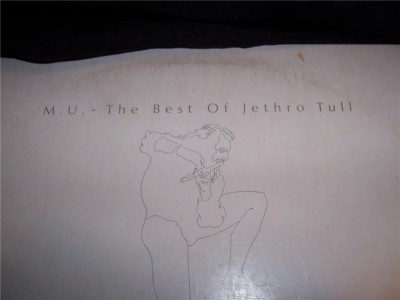 M.U. - The Best Of Jethro Tull